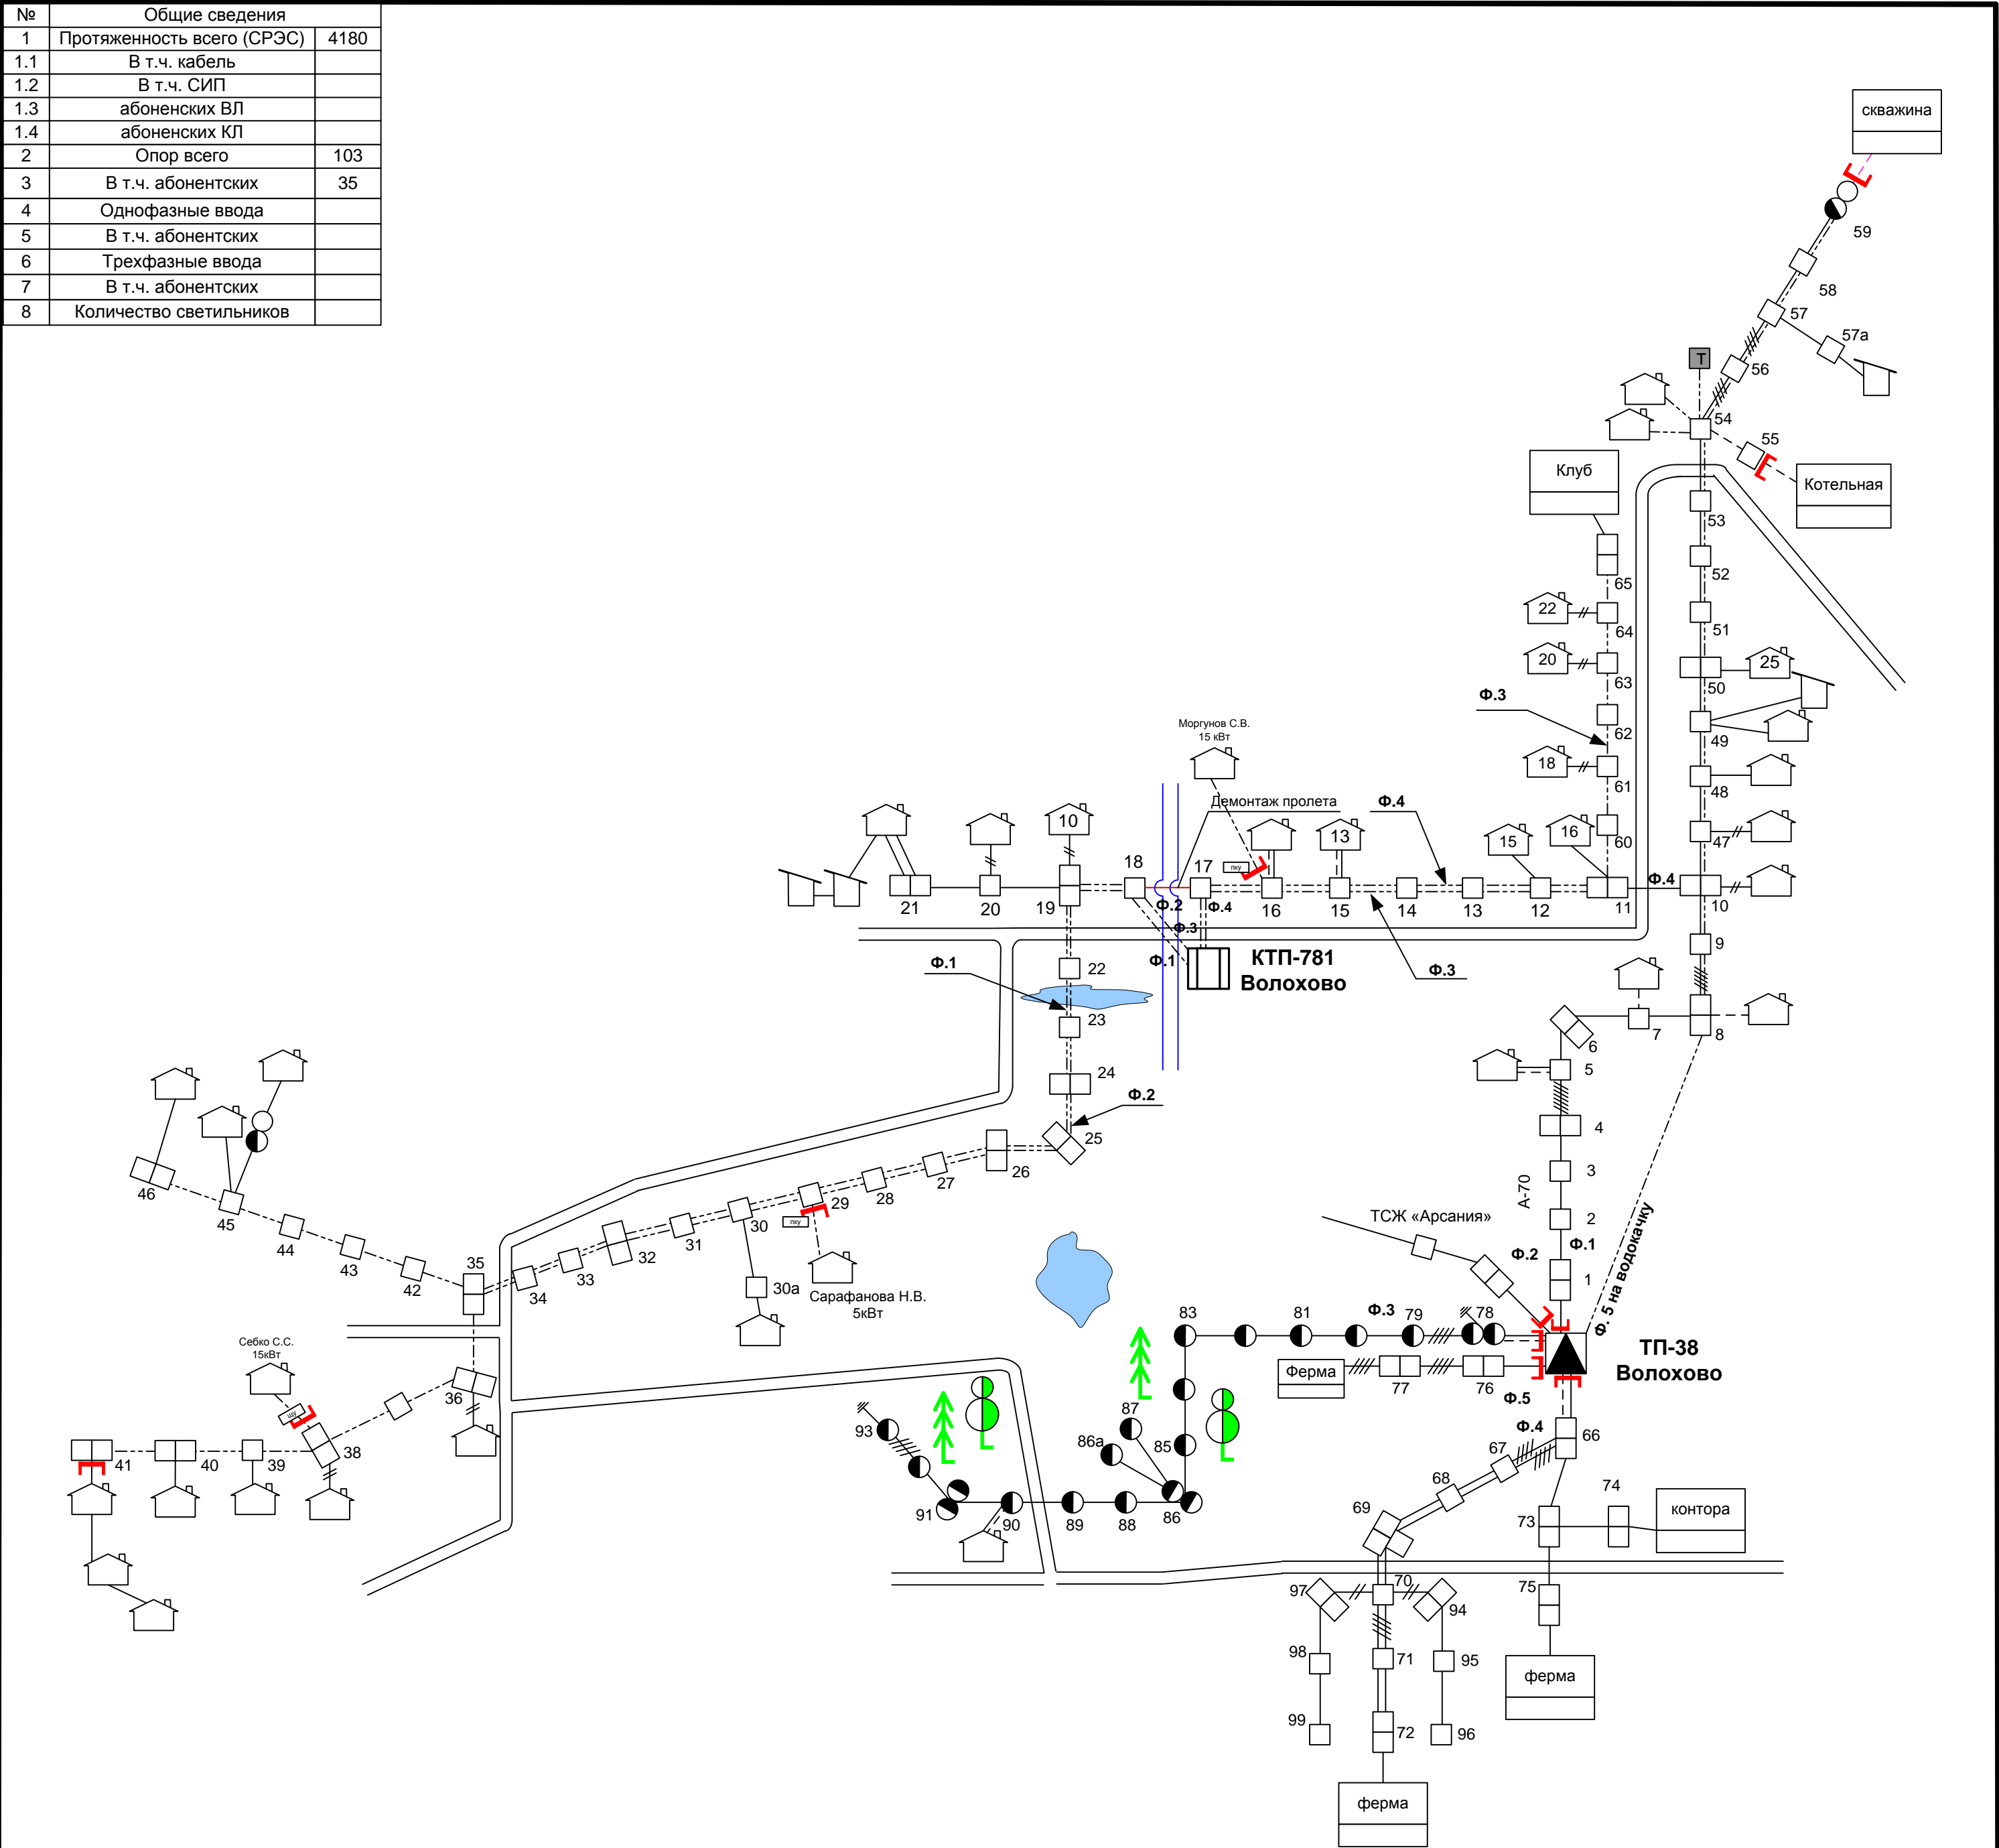 № Общие сведения
1 Протяженность всего (СРЭС) 4180
1.1 В т.ч. кабель
1.2 В т.ч. СИП
1.3 абоненских ВЛ
1.4 абоненских КЛ
2 Опор всего 103
3 В т.ч. абонентских 35
4 Однофазные ввода
5 В т.ч. абонентских
6 Трехфазные ввода
7 В т.ч. абонентских
8 Количество светильников
скважина
59
58
57
57а
56
Т
54
55
Клуб
Котельная
53
52
65
22
64
51
20
63
25
50
Ф.3
62
49
Моргунов С.В.
15 кВт
18
61
48
Демонтаж пролета
Ф.4
10
13
15
16
60
47
18
17
пку
Ф.4
21
20
19
Ф.2
Ф.4
16
15
14
13
12
11
10
Ф.3
9
Ф.1
22
Ф.1
КТП-781
Волохово
Ф.3
23
7
8
6
5
24
Ф.2
4
25
26
3
46
45
27
28
29
пку
30
31
А-70
ТСЖ «Арсания»
2
44
43
42
32
33
34
35
Ф.2
Ф.1
1
30а
Сарафанова Н.В.
5кВт
Ф. 5 на водокачку
83
81
Ф.3
79
78
Себко С.С.
15кВт
Ферма
77
76
ТП-38
Волохово
36
Ф.5
щу
87
93
86а
85
Ф.4
67
66
41
40
39
38
68
74
69
контора
91
90
89
88
86
73
97
70
94
75
98
71
95
ферма
99
72
96
ферма